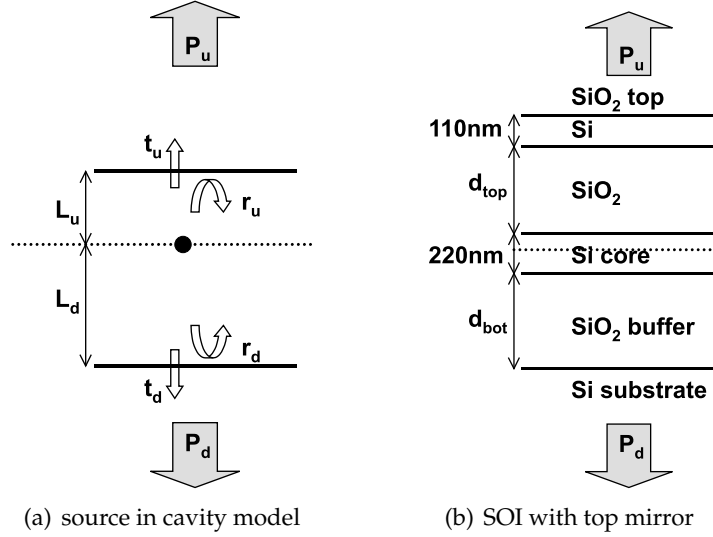 P_u
t_u
r_u
L_u
L_d
r_d
t_d
P_d
(a) source in cavity model
P_u
SiO_2 top
110nm
Si
d_top
SiO_2
220nm
Si core
d_bot
SiO_2 buffer
Si substrate
P_d
(b) SOI with top mirror